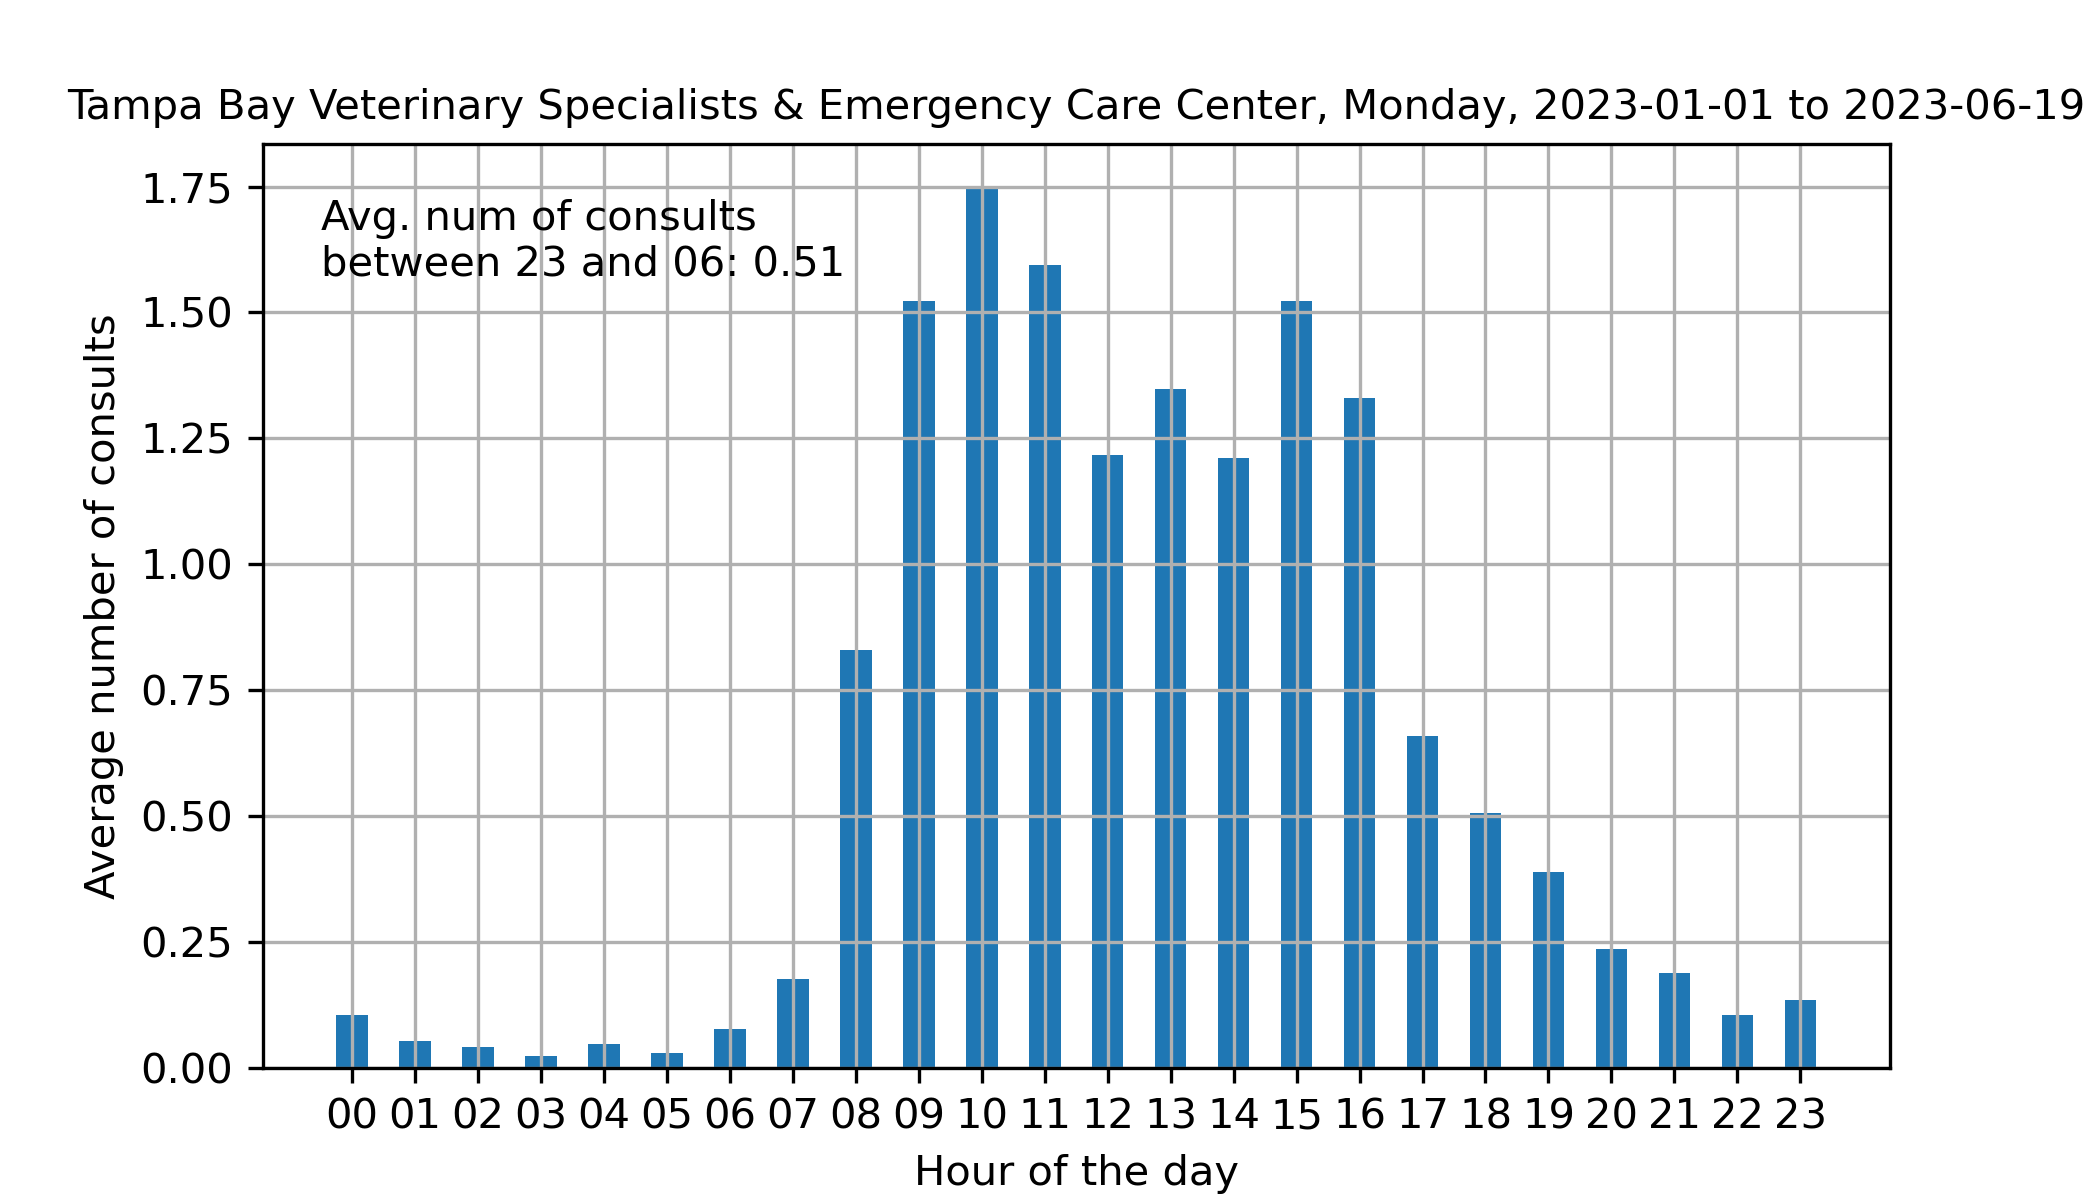 Tampa Bay Veterinary Specialists & Emergency Care Center, Monday, 2023-01-01 to 2023-06-19
Avg. num of consults
between 23 and 06: 0.51
Average number of consults
1.75
1.50
1.25
1.00
0.75
0.50
0.25
0.00
00 01 02 03 04 05 06 07 08 09 10 11 12 13 14 15 16 17 18 19 20 21 22 23
Hour of the day